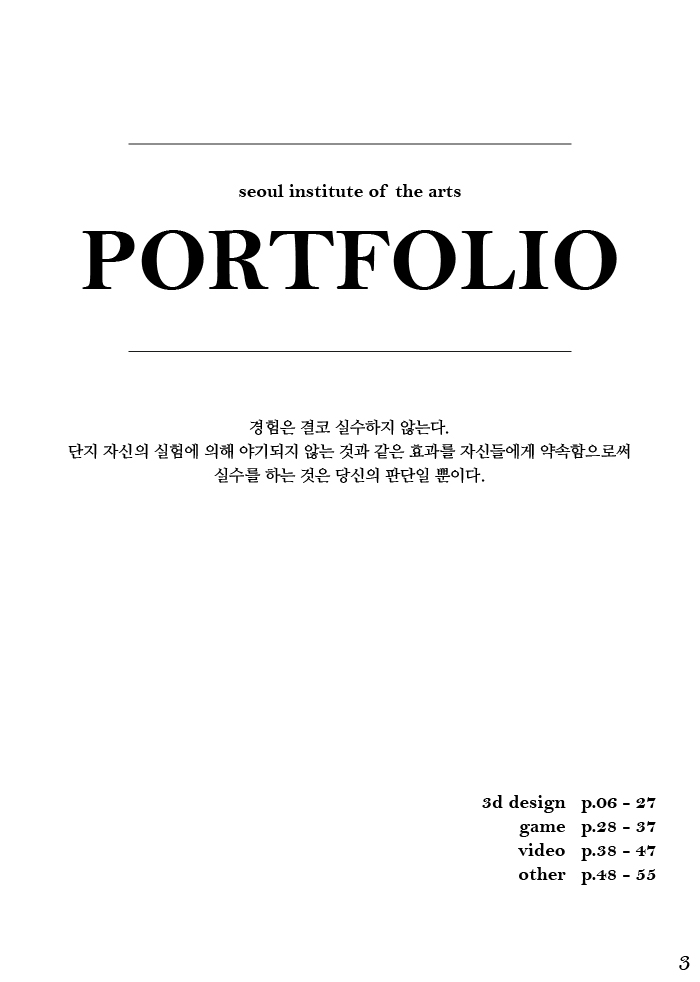 seoul institute of the arts
PORTFOLIO
경험은 결코 실수하지 않는다.
단지 자신의 실험에 의해 야기되지 않는 것과 같은 효과를 자신들에게 약속함으로써
실수를 하는 것은 당신의 판단일 뿐이다.
3d design p.06 - 27
game p.28 - 37
video p.38 - 47
other p.48 - 55
3